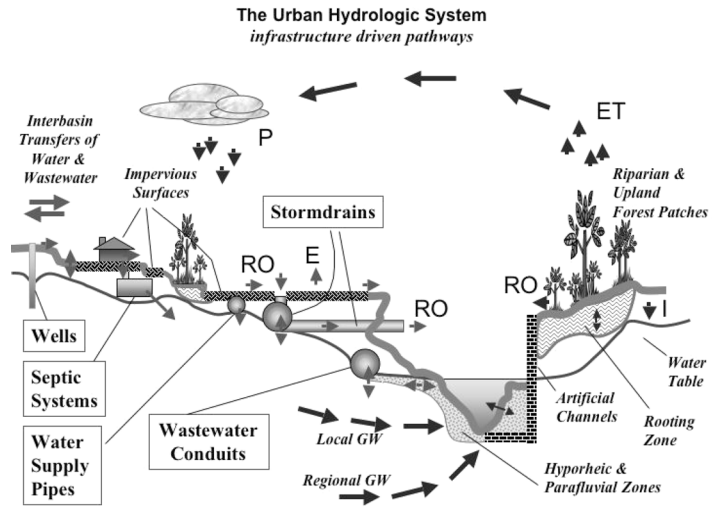 The Urban Hydrologic System
infrastructure driven pathways
ET
P
Interbasin
Transfers of
Water &
Wastewater
Impervious
Surfaces
Riparian &
Upland
Forest Patches
Stormdrains
RO
E
RO
RO
I
Wells
Septic
Systems
Water
Supply
Pipes
Wastewater
Conduits
Water
Table
Artificial
Channels
Rooting
Zone
Local GW
Regional GW
Hyporheic &
Parafluvial Zones